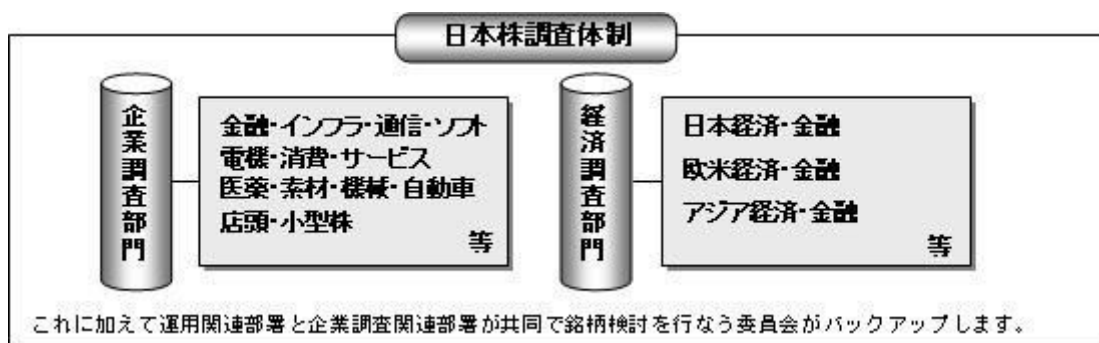 日本株調査体制
企業調査部門
金融・インフラ・通信・ソフト
電機・消費・サービス
医薬・素材・機械・自動車
店頭・小型株
等
経済調査部門
日本経済・金融
欧米経済・金融
アジア経済・金融
等
これに加えて運用関連部署と企業調査関連部署が共同で銘柄検討を行なう委員会がバックアップします。